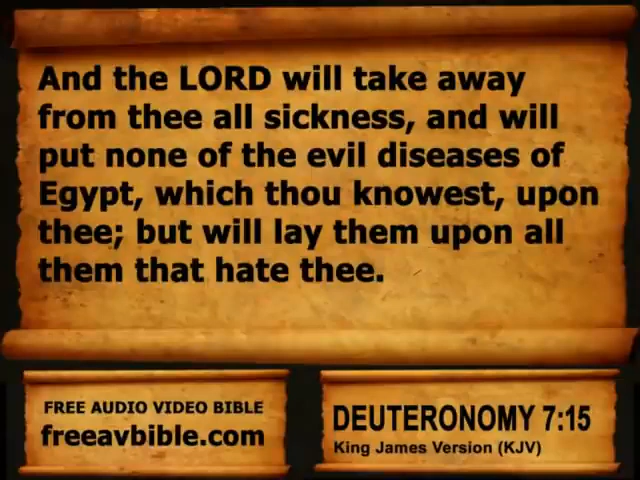 And the LORD will take away
from thee all sickness, and will
put none of the evil diseases of
Egypt, which thou knowest, upon
thee; but will lay them upon all
them that hate thee.
FREE AUDIO VIDEO BIBLE
freeavbible.com
DEUTERONOMY 7:15
King James Version (KJV)